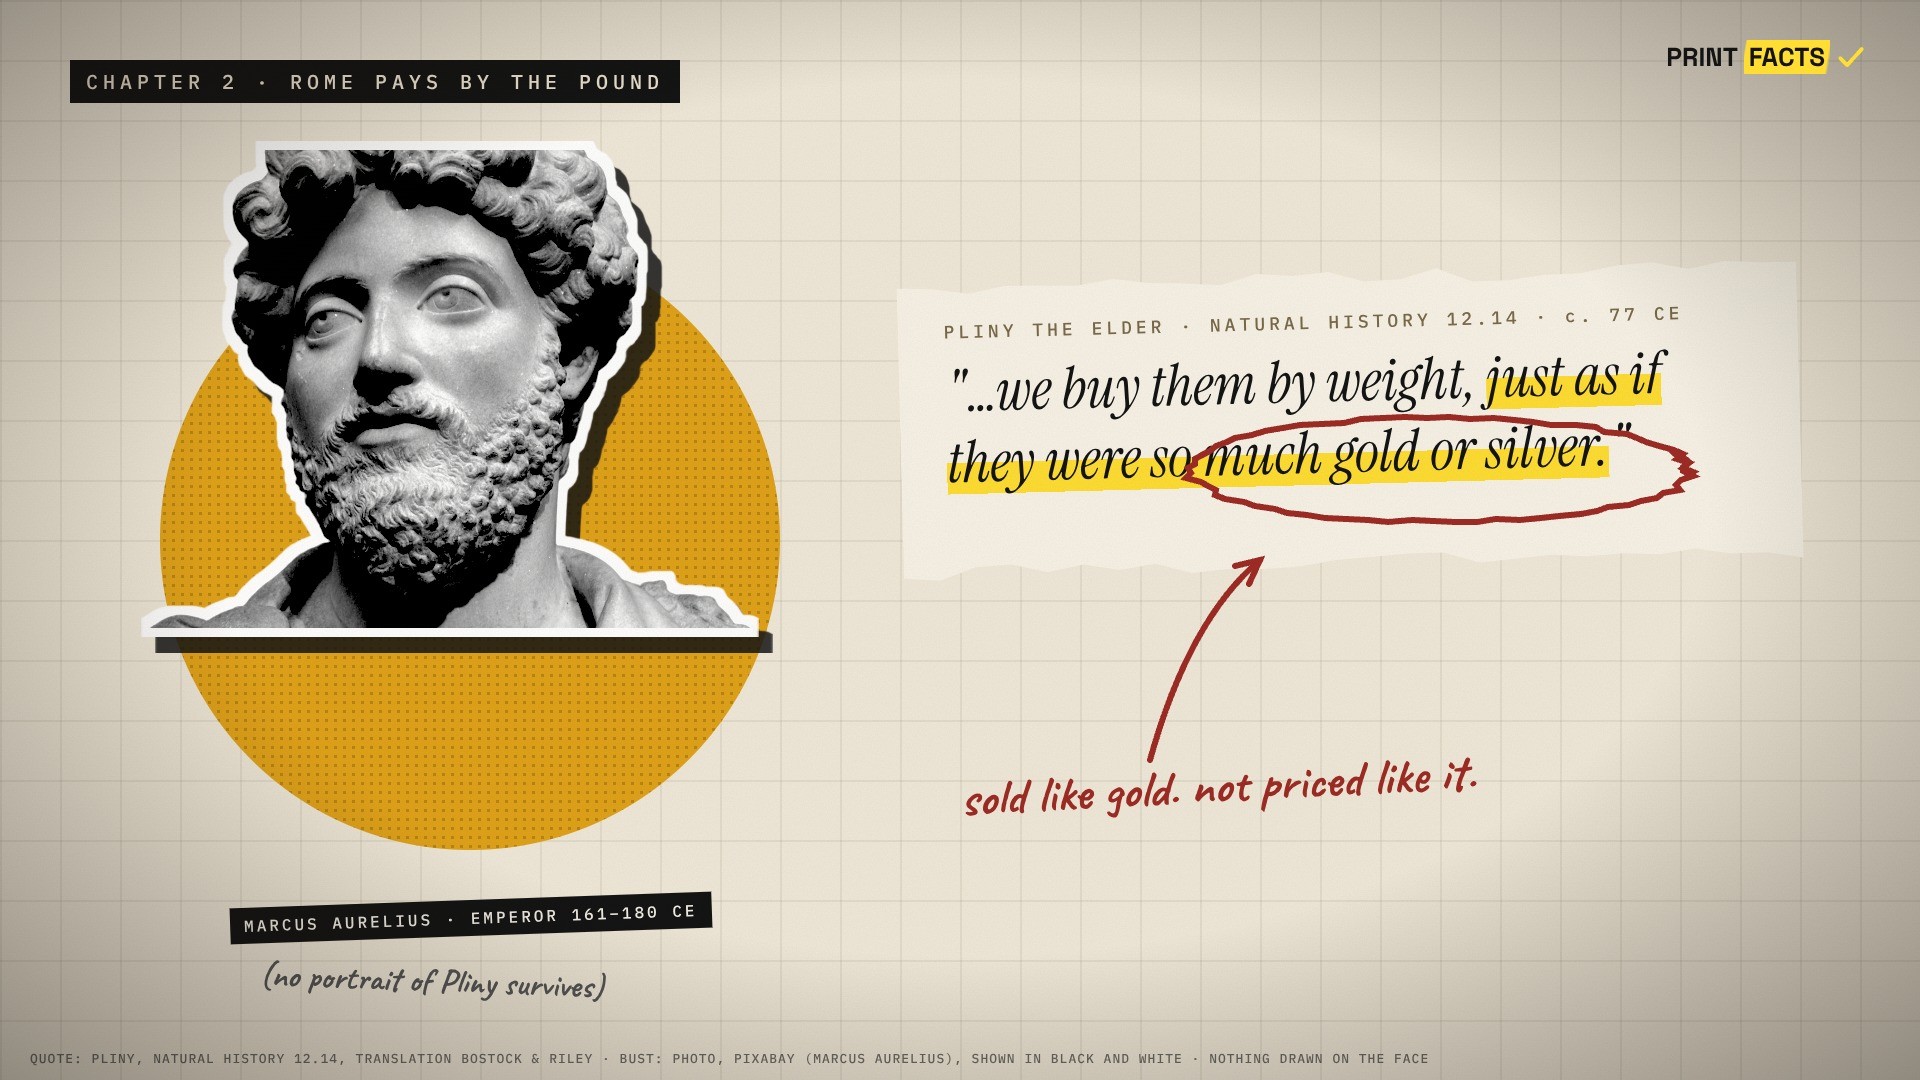 CHAPTER 2 · ROME PAYS BY THE POUND
PRINT FACTS
PLINY THE ELDER · NATURAL HISTORY 12.14 · c. 77 CE
"...we buy them by weight, just as if
they were so much gold or silver."
sold like gold. not priced like it.
MARCUS AURELIUS · EMPEROR 161–180 CE
(no portrait of Pliny survives)
QUOTE: PLINY, NATURAL HISTORY 12.14, TRANSLATION BOSTOCK & RILEY · BUST: PHOTO, PIXABAY (MARCUS AURELIUS), SHOWN IN BLACK AND WHITE · NOTHING DRAWN ON THE FACE